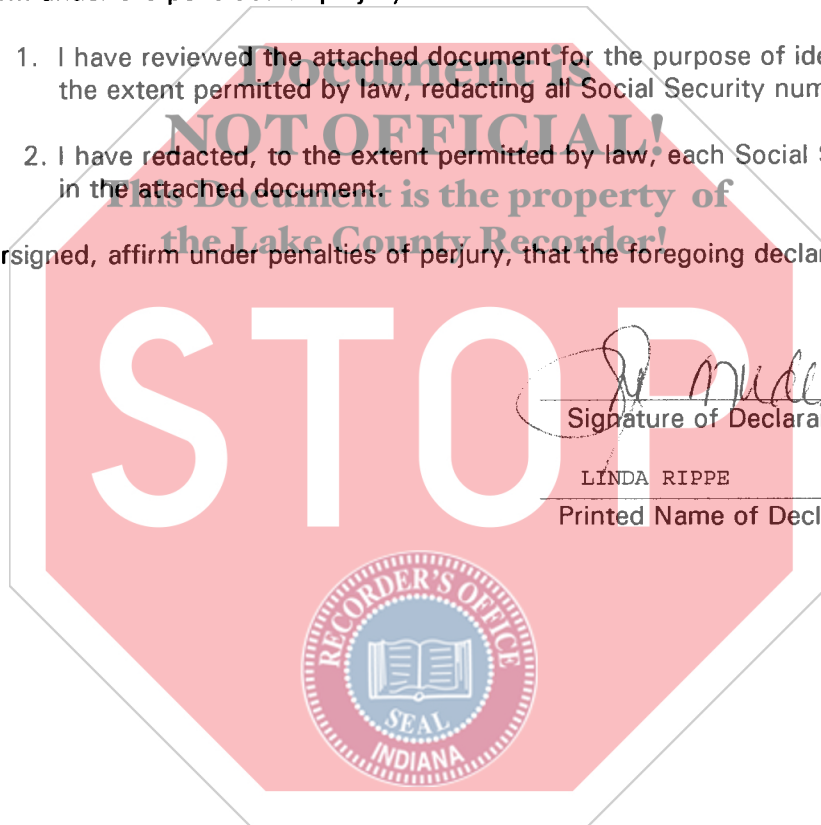 1. I have reviewed the attached document for the purpose of ide
the extent permitted by law, redacting all Social Security num
2. I have redacted, to the extent permitted by law, each Social S
in the attached document.
rsigned, affirm under penalties of perjury, that the foregoing declar
Document is
NOT OFFICIAL!
This Document is the property of
the Lake County Recorder!
STOP
Signature of Declara
LINDA RIPPE
Printed Name of Decl
RECORDER'S OFFICE
SEAL
INDIANA